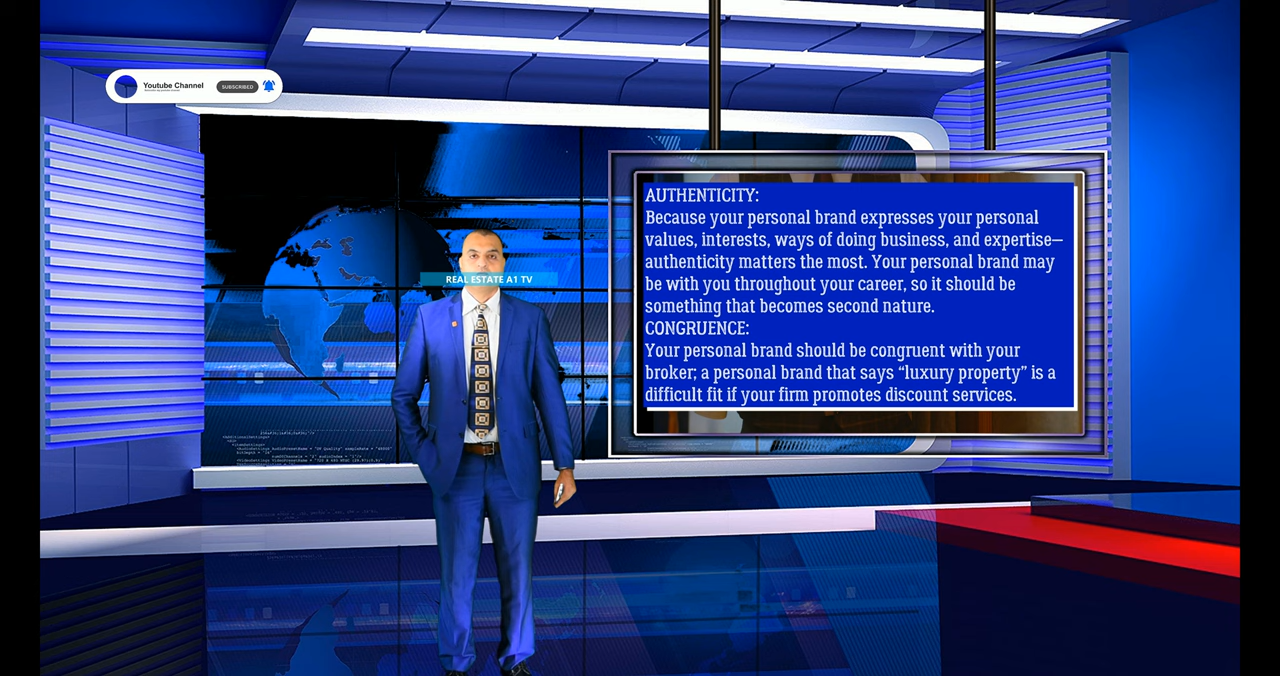 Youtube Channel
SUBSCRIBED
REAL ESTATE A1 TV
AUTHENTICITY:
Because your personal brand expresses your personal
values, interests, ways of doing business, and expertise—
authenticity matters the most. Your personal brand may
be with you throughout your career, so it should be
something that becomes second nature.
CONGRUENCE:
Your personal brand should be congruent with your
broker; a personal brand that says “luxury property” is a
difficult fit if your firm promotes discount services.